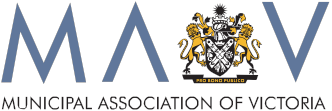 MAV
PRO BONO PUBLICO
MUNICIPAL ASSOCIATION OF VICTORIA